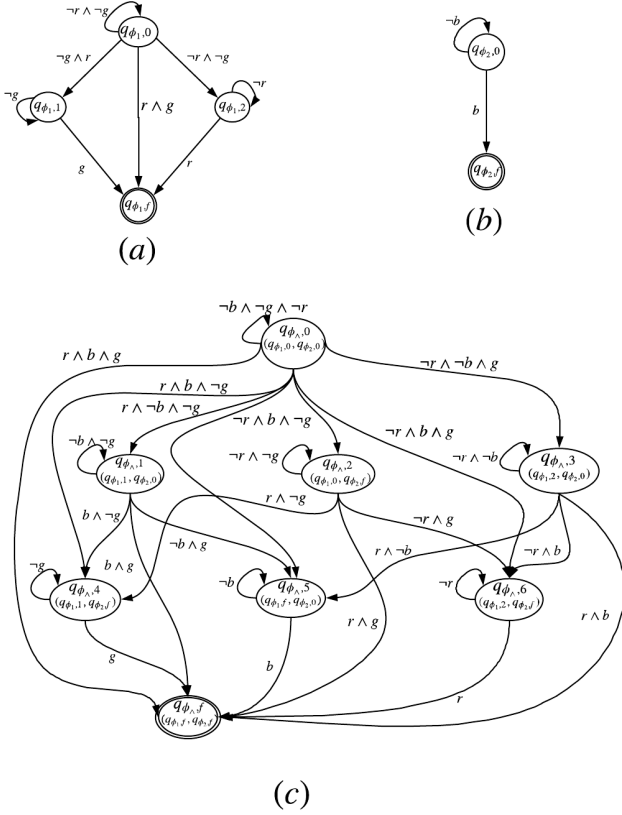 ¬r ∧ ¬g
q_{ϕ₁,0}
¬g ∧ r
¬r ∧ ¬g
¬g
q_{ϕ₁,1}
r ∧ g
q_{ϕ₁,2}
¬r
g
r
q_{ϕ₁,f}
(a)
¬b
q_{ϕ₂,0}
b
q_{ϕ₂,f}
(b)
¬b ∧ ¬g ∧ ¬r
q_{ϕ∧,0}
(q_{ϕ₁,0}, q_{ϕ₂,0})
r ∧ b ∧ g
¬r ∧ ¬b ∧ g
r ∧ b ∧ ¬g
r ∧ ¬b ∧ ¬g
¬r ∧ b ∧ ¬g
¬r ∧ b ∧ g
¬b ∧ ¬g
q_{ϕ∧,1}
(q_{ϕ₁,1}, q_{ϕ₂,0})
¬r ∧ ¬g
q_{ϕ∧,2}
(q_{ϕ₁,0}, q_{ϕ₂,f})
¬r ∧ ¬b
q_{ϕ∧,3}
(q_{ϕ₁,2}, q_{ϕ₂,0})
b ∧ ¬g
r ∧ ¬g
¬r ∧ g
¬b ∧ g
r ∧ ¬b
¬r ∧ b
b ∧ g
¬g
q_{ϕ∧,4}
(q_{ϕ₁,1}, q_{ϕ₂,f})
¬b
q_{ϕ∧,5}
(q_{ϕ₁,f}, q_{ϕ₂,0})
¬r
q_{ϕ∧,6}
(q_{ϕ₁,2}, q_{ϕ₂,f})
r ∧ g
r ∧ b
g
b
r
q_{ϕ∧,f}
(q_{ϕ₁,f}, q_{ϕ₂,f}
(c)